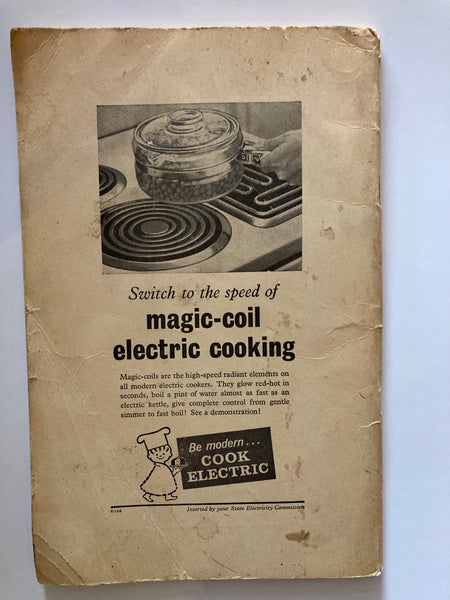 Switch to the speed of
magic-coil
electric cooking
Magic-coils are the high-speed radiant elements on
all modern electric cookers. They glow red-hot in
seconds, boil a pint of water almost as fast as an
electric kettle, give complete control from gentle
simmer to fast boil! See a demonstration!
Be modern...
COOK
ELECTRIC
Inserted by your State Electricity Commission